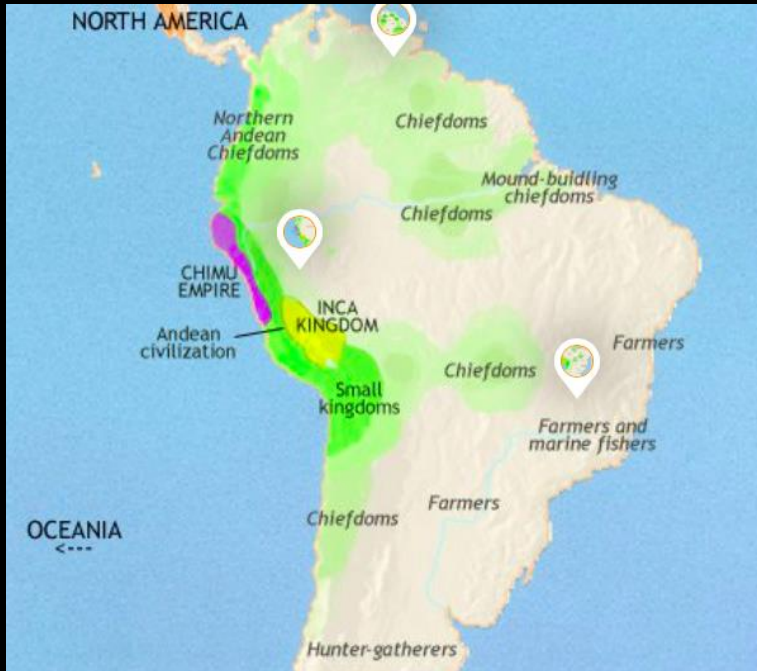 NORTH AMERICA
Northern
Andean
Chiefdoms
Chiefdoms
Mound-buidling
chiefdoms
Chiefdoms
CHIMU
EMPIRE
INCA
KINGDOM
Andean
civilization
Farmers
Chiefdoms
Small
kingdoms
Farmers and
marine fishers
Farmers
Chiefdoms
OCEANIA
<---
Hunter-gatherers